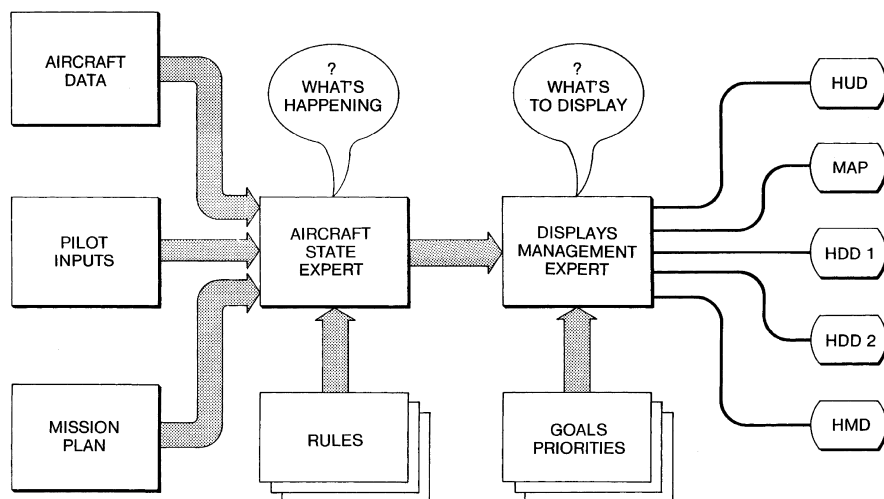 AIRCRAFT
DATA
?
WHAT'S
HAPPENING
?
WHAT'S
TO DISPLAY
HUD
MAP
PILOT
INPUTS
AIRCRAFT
STATE
EXPERT
DISPLAYS
MANAGEMENT
EXPERT
HDD 1
HDD 2
MISSION
PLAN
RULES
GOALS
PRIORITIES
HMD